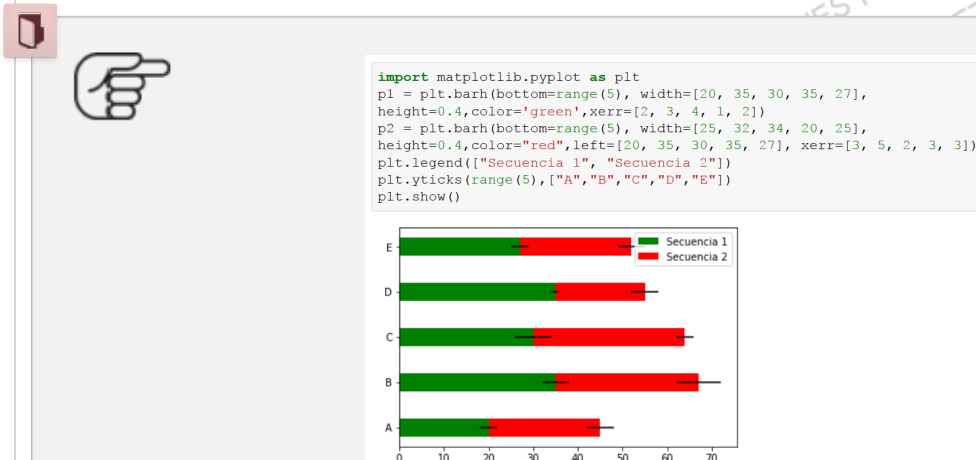 ES
import matplotlib.pyplot as plt
p1 = plt.barh(bottom=range(5), width=[20, 35, 30, 35, 27],
height=0.4,color='green',xerr=[2, 3, 4, 1, 2])
p2 = plt.barh(bottom=range(5), width=[25, 32, 34, 20, 25],
height=0.4,color="red",left=[20, 35, 30, 35, 27], xerr=[3, 5, 2, 3, 3])
plt.legend(["Secuencia 1", "Secuencia 2"])
plt.yticks(range(5),["A","B","C","D","E"])
plt.show()
Secuencia 1
Secuencia 2
E
D
C
B
A
0 10 20 30 40 50 60 70